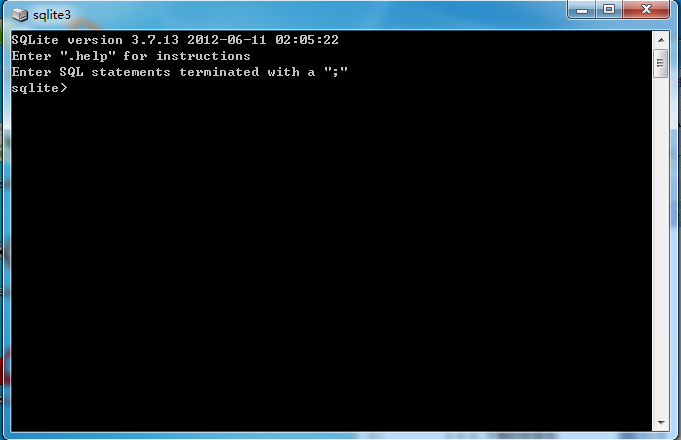 sqlite3
SQLite version 3.7.13 2012-06-11 02:05:22
Enter ".help" for instructions
Enter SQL statements terminated with a ";"
sqlite>